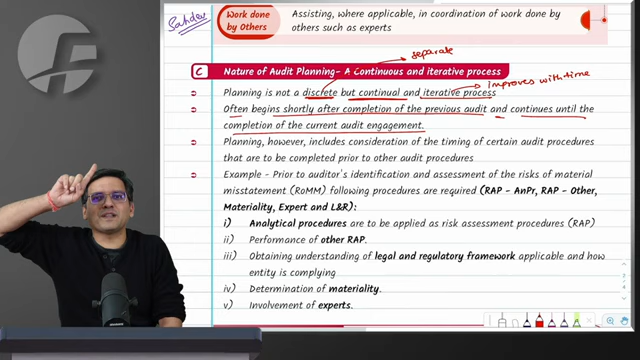 Sahdev
Work done by Others
Assisting, where applicable, in coordination of work done by others such as experts
separate
C Nature of Audit Planning- A Continuous and iterative process
improves with time
Planning is not a discrete but continual and iterative process
Often begins shortly after completion of the previous audit and continues until the
completion of the current audit engagement.
Planning, however, includes consideration of the timing of certain audit procedures
that are to be completed prior to other audit procedures
Example - Prior to auditor's identification and assessment of the risks of material
misstatement (RoMM) following procedures are required (RAP - AnPr, RAP - Other,
Materiality, Expert and L&R):
i) Analytical procedures are to be applied as risk assessment procedures (RAP)
ii) Performance of other RAP.
iii) Obtaining understanding of legal and regulatory framework applicable and how
entity is complying
iv) Determination of materiality.
v) Involvement of experts.